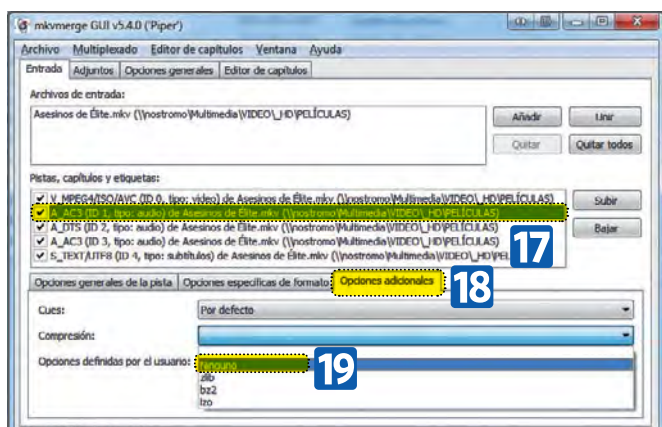 mkvmerge GUI v5.4.0 ('Piper')
Archivo Multiplexado Editor de capítulos Ventana Ayuda
Entrada Adjuntos Opciones generales Editor de capítulos
Archivos de entrada:
Asesinos de Élite.mkv (\\nostromo\Multimedia\VIDEO\_HD\PELÍCULAS)
Añadir Unir
Quitar Quitar todos
Pistas, capítulos y etiquetas:
V_MPEG4/ISO/AVC (ID 0, tipo: video) de Asesinos de Élite.mkv (\\nostromo\Multimedia\VIDEO\_HD\PELÍCULAS)
A_AC3 (ID 1, tipo: audio) de Asesinos de Élite.mkv (\\nostromo\Multimedia\VIDEO\_HD\PELÍCULAS)
A_DTS (ID 2, tipo: audio) de Asesinos de Élite.mkv (\\nostromo\Multimedia\VIDEO\_HD\PELÍCULAS)
A_AC3 (ID 3, tipo: audio) de Asesinos de Élite.mkv (\\nostromo\Multimedia\VIDEO\_HD\PELÍC
S_TEXT/UTF8 (ID 4, tipo: subtítulos) de Asesinos de Élite.mkv (\\nostromo\Multimedia\VIDEO\_HD\PEL
Subir
Bajar
17
Opciones generales de la pista Opciones específicas de formato Opciones adicionales
18
Cues: Por defecto
Compresión:
Opciones definidas por el usuario: ninguno
19
zlib
bz2
lzo